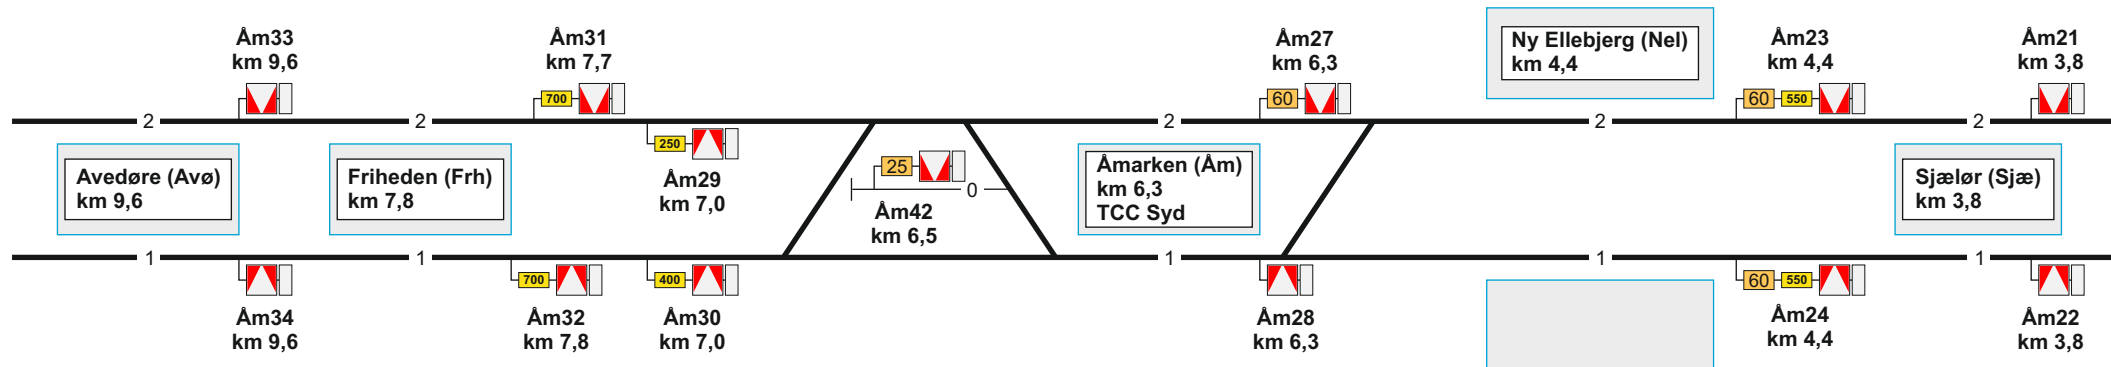 Åm33
km 9,6
Åm31
km 7,7
Åm27
km 6,3
Ny Ellebjerg (Nel)
km 4,4
Åm23
km 4,4
Åm21
km 3,8
700
60
60
550
2
2
2
2
2
250
Åm29
km 7,0
Avedøre (Avø)
km 9,6
Friheden (Frh)
km 7,8
25
0
Åm42
km 6,5
Åmarken (Åm)
km 6,3
TCC Syd
Sjælør (Sjæ)
km 3,8
1
1
1
1
1
700
400
60
550
Åm34
km 9,6
Åm32
km 7,8
Åm30
km 7,0
Åm28
km 6,3
Åm24
km 4,4
Åm22
km 3,8